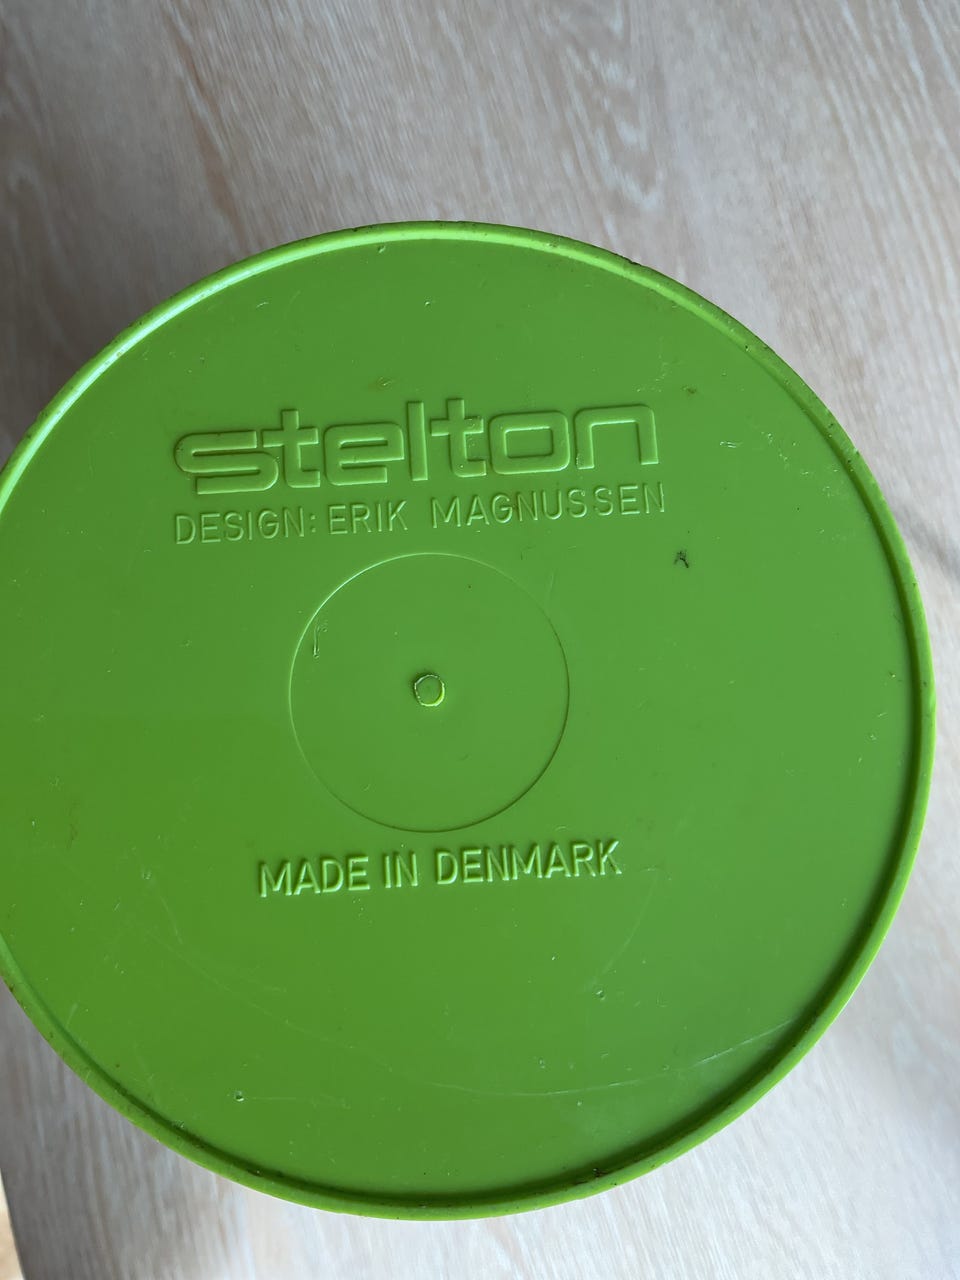 stelton
DESIGN: ERIK MAGNUSSEN
MADE IN DENMARK